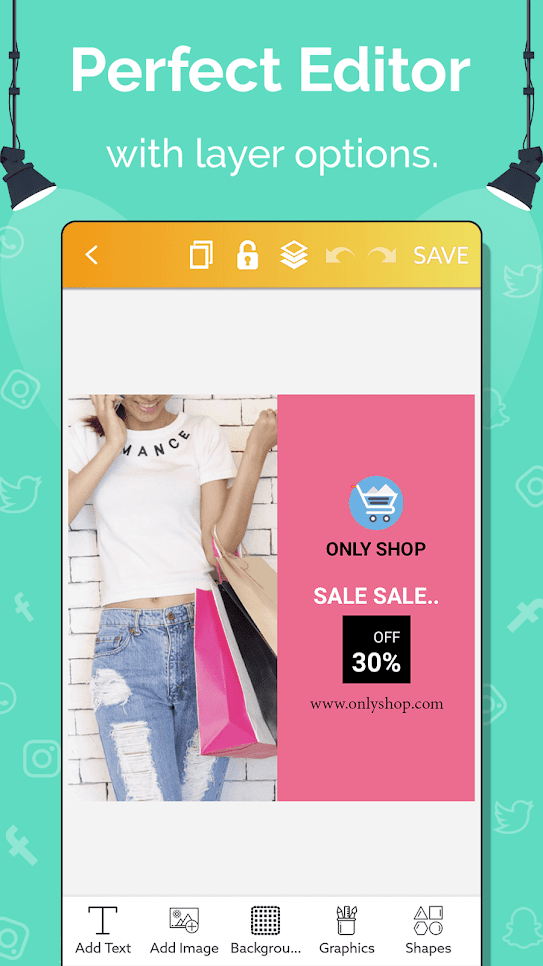 Perfect Editor
with layer options.
SAVE
MANCE
ONLY SHOP
SALE SALE..
OFF
30%
www.onlyshop.com
Add Text
Add Image
Backgrou...
Graphics
Shapes